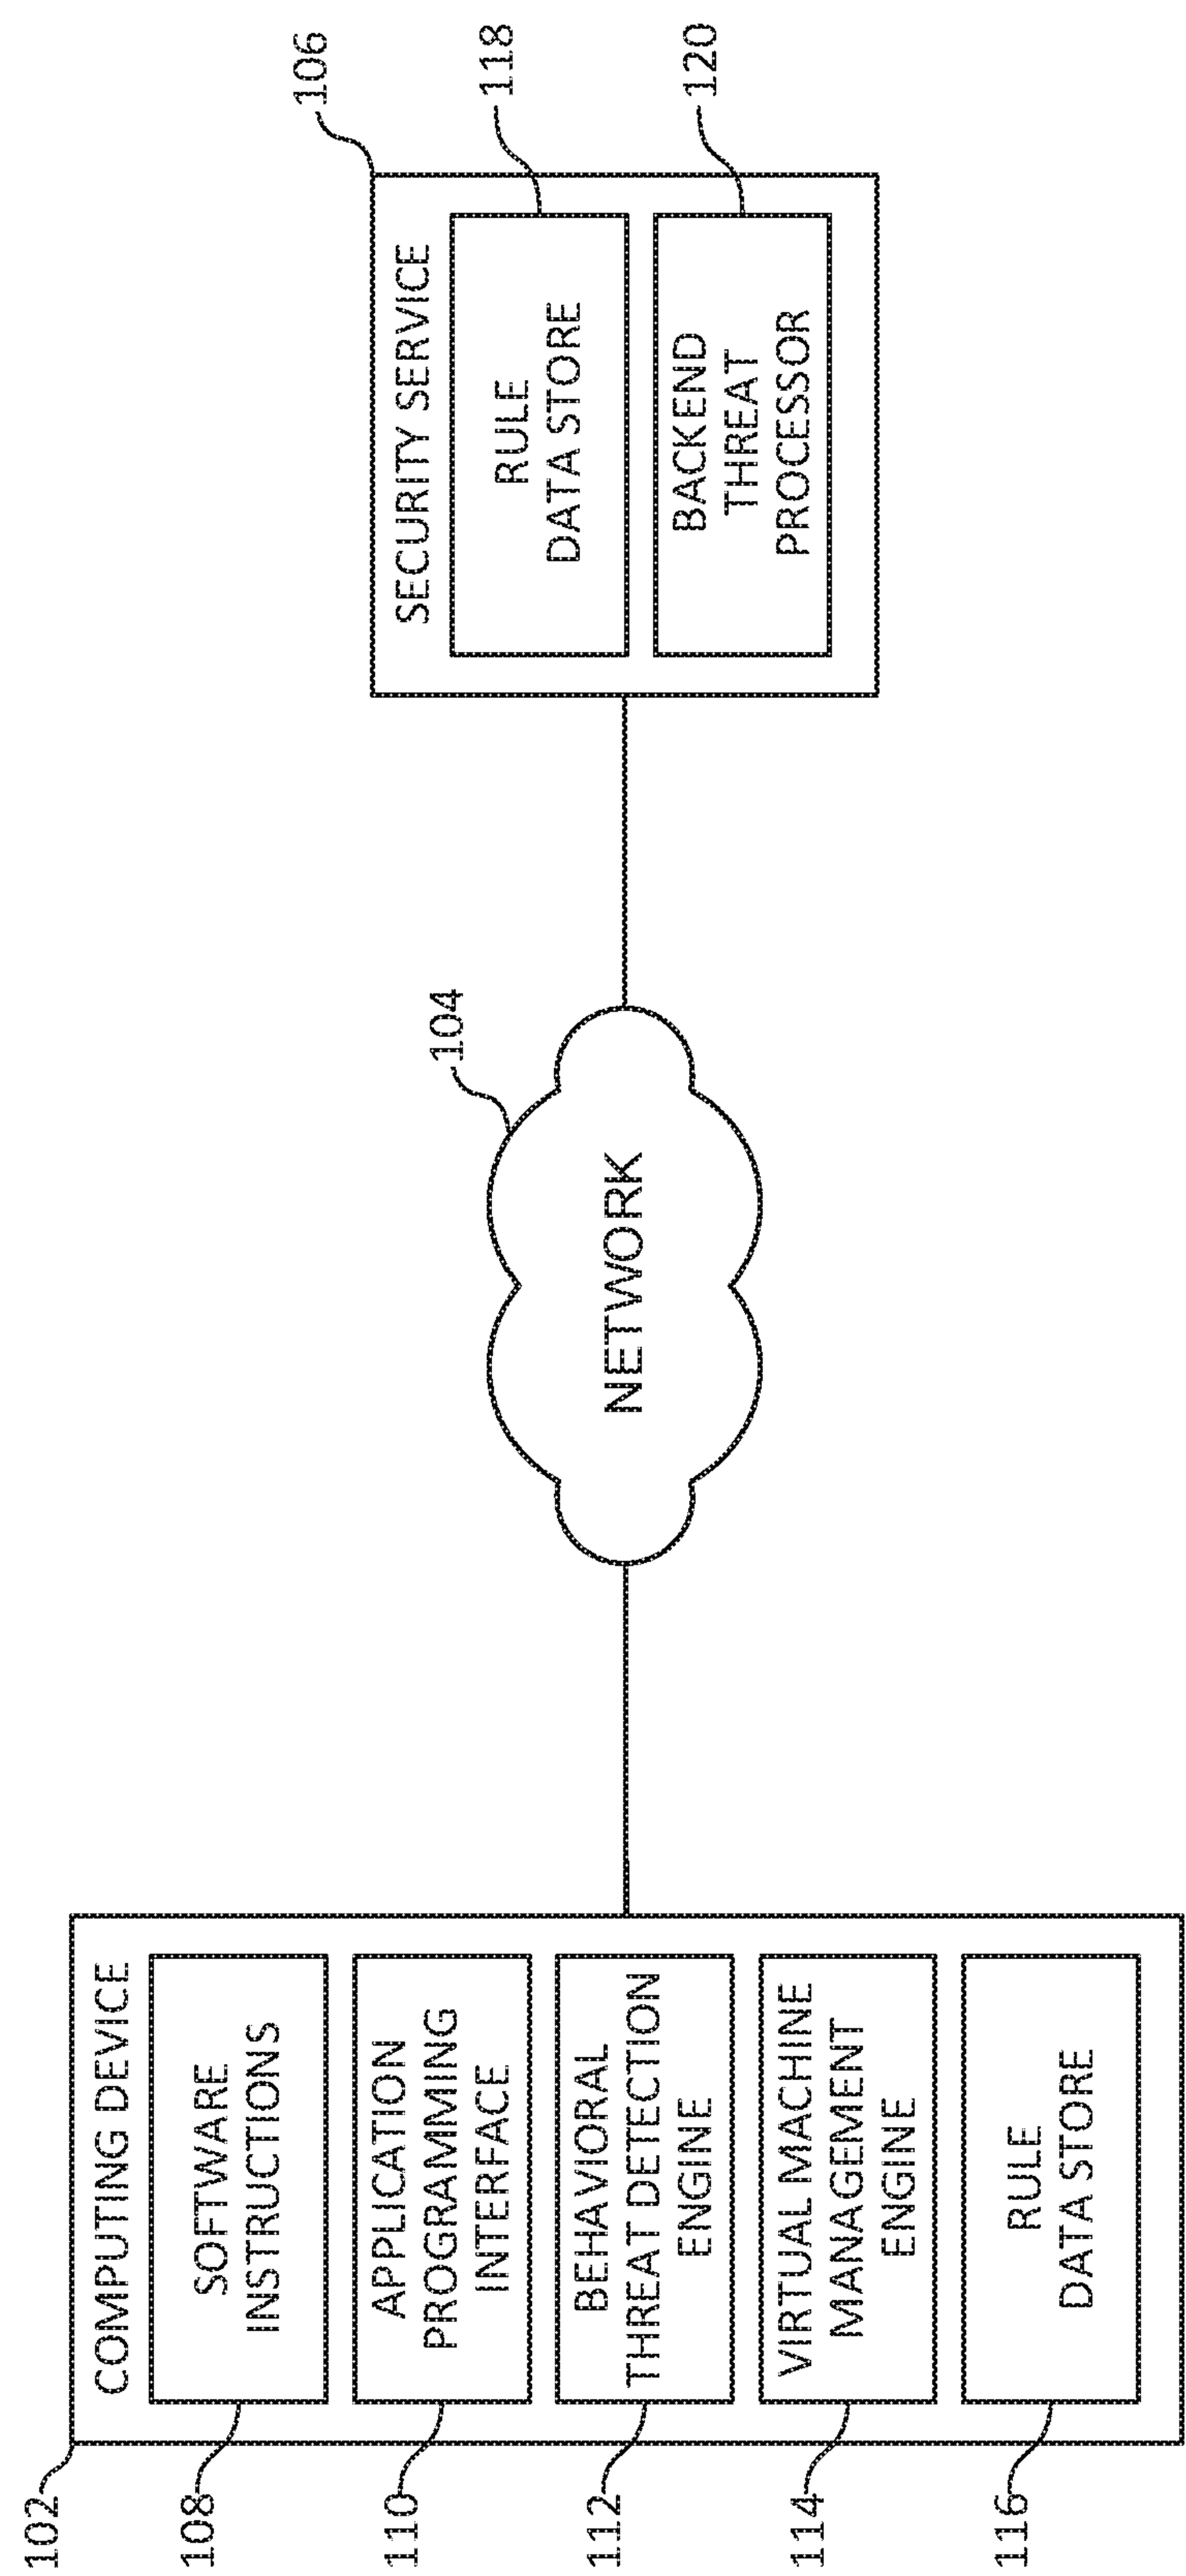 102
COMPUTING DEVICE
108
SOFTWARE
INSTRUCTIONS
110
APPLICATION
PROGRAMMING
INTERFACE
112
BEHAVIORAL
THREAT DETECTION
ENGINE
114
VIRTUAL MACHINE
MANAGEMENT
ENGINE
116
RULE
DATA STORE
104
NETWORK
106
SECURITY SERVICE
118
RULE
DATA STORE
120
BACKEND
THREAT
PROCESSOR